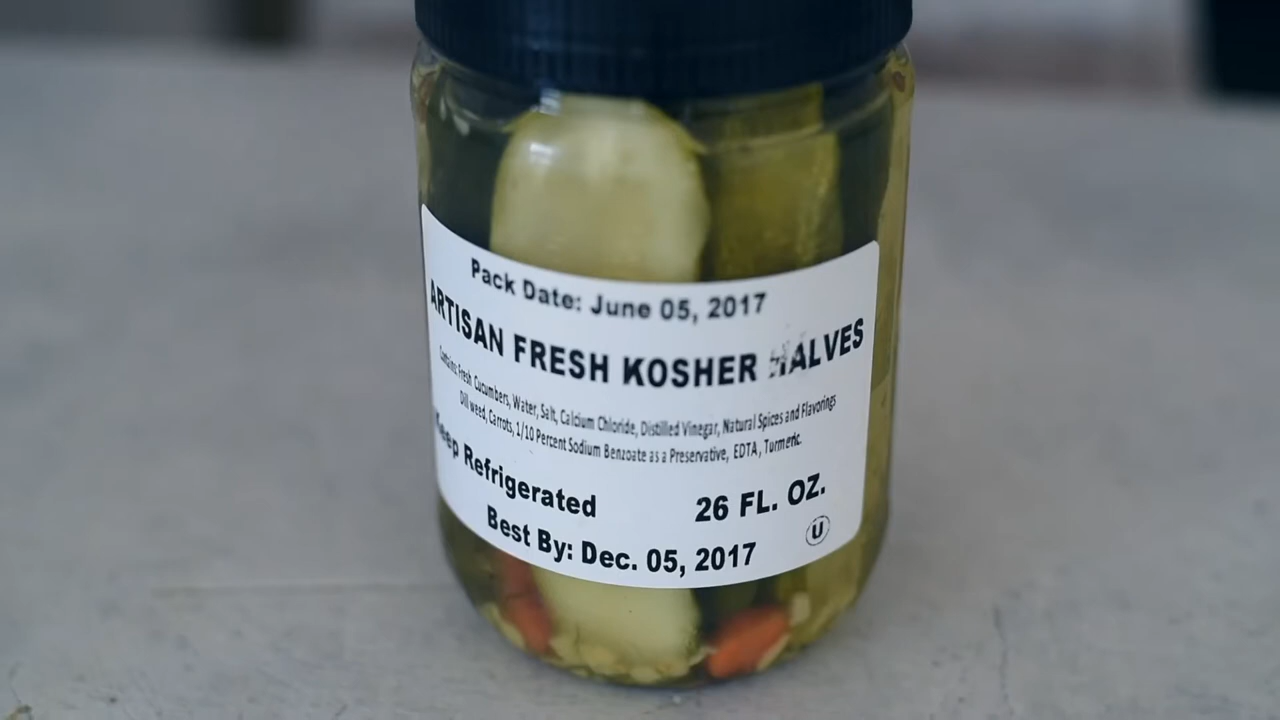 Pack Date: June 05, 2017
ARTISAN FRESH KOSHER HALVES
Contains: Fresh Cucumbers, Water, Salt, Calcium Chloride, Distilled Vinegar, Natural Spices and Flavorings
Dill weed, Carrots, 1/10 Percent Sodium Benzoate as a Preservative, EDTA, Turmeric.
Keep Refrigerated
26 FL. OZ.
Best By: Dec. 05, 2017
U